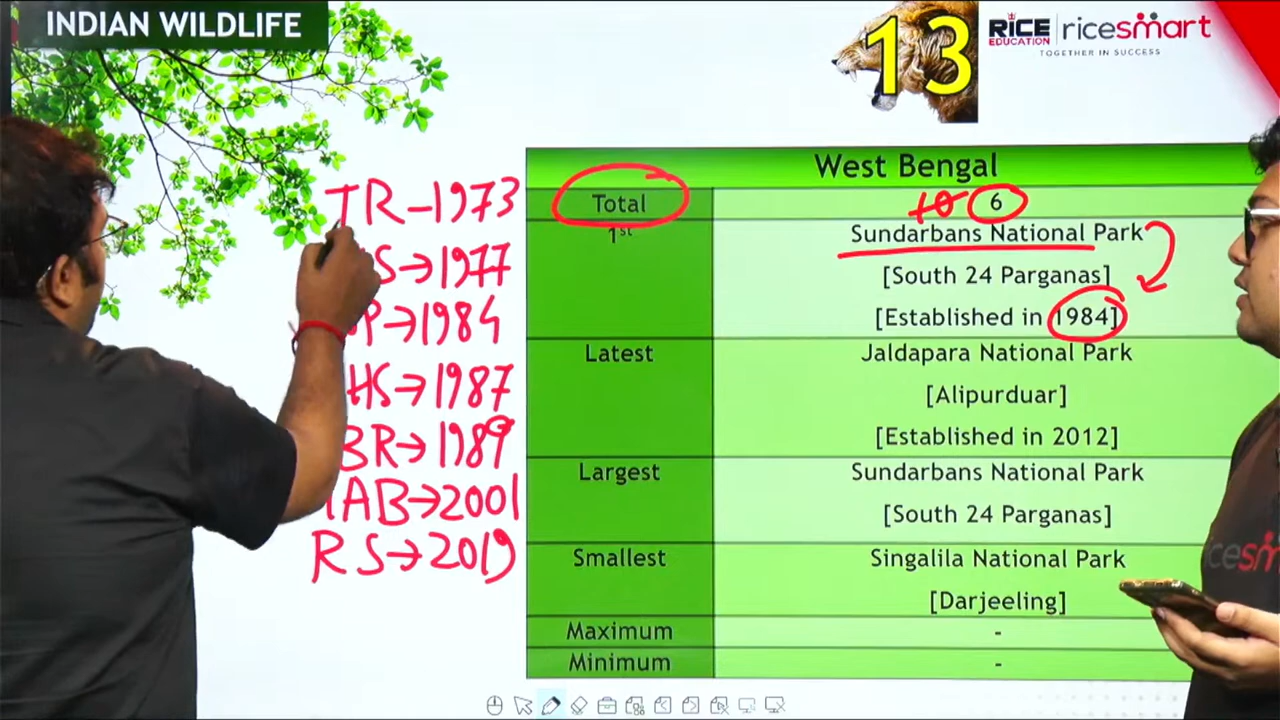 INDIAN WILDLIFE
13
RICE EDUCATION ricesmart
TOGETHER IN SUCCESS
TR-1973
S→1977
P→1984
HS→1987
BR→1989
AB→2001
RS→2019
West Bengal
Total 10 6
1st Sundarbans National Park
[South 24 Parganas]
[Established in 1984]
Latest Jaldapara National Park
[Alipurduar]
[Established in 2012]
Largest Sundarbans National Park
[South 24 Parganas]
Smallest Singalila National Park
[Darjeeling]
Maximum -
Minimum -